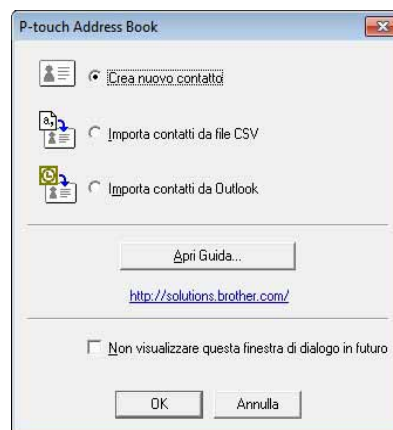 P-touch Address Book
Crea nuovo contatto
Importa contatti da file CSV
Importa contatti da Outlook
Apri Guida...
http://solutions.brother.com/
Non visualizzare questa finestra di dialogo in futuro
OK
Annulla